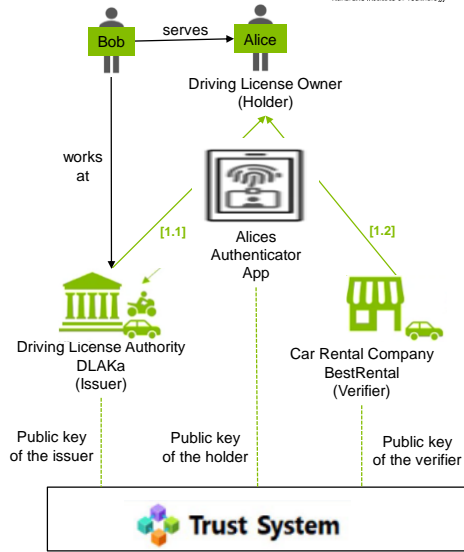 Bob
serves
Alice
Driving License Owner
(Holder)
works
at
[1.1]
[1.2]
Alices
Authenticator
App
Driving License Authority
DLAKa
(Issuer)
Car Rental Company
BestRental
(Verifier)
Public key
of the issuer
Public key
of the holder
Public key
of the verifier
Trust System